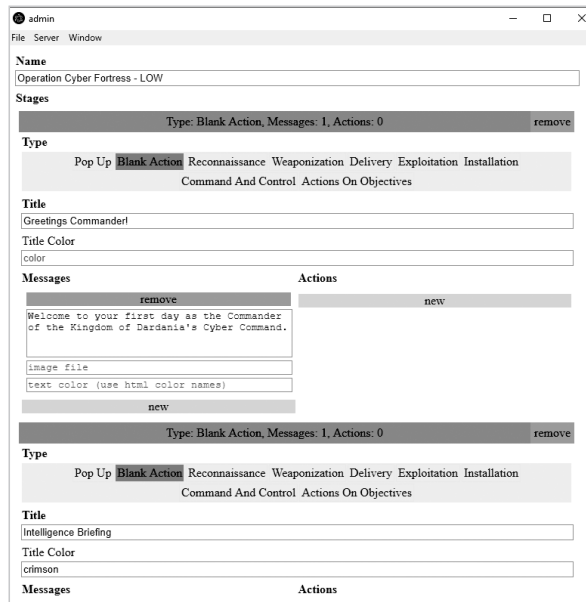 admin
File Server Window
Name
Operation Cyber Fortress - LOW
Stages
Type: Blank Action, Messages: 1, Actions: 0 remove
Type
Pop Up Blank Action Reconnaissance Weaponization Delivery Exploitation Installation
Command And Control Actions On Objectives
Title
Greetings Commander!
Title Color
color
Messages Actions
remove new
Welcome to your first day as the Commander
of the Kingdom of Dardania's Cyber Command.
image file
text color (use html color names)
new
Type: Blank Action, Messages: 1, Actions: 0 remove
Type
Pop Up Blank Action Reconnaissance Weaponization Delivery Exploitation Installation
Command And Control Actions On Objectives
Title
Intelligence Briefing
Title Color
crimson
Messages Actions